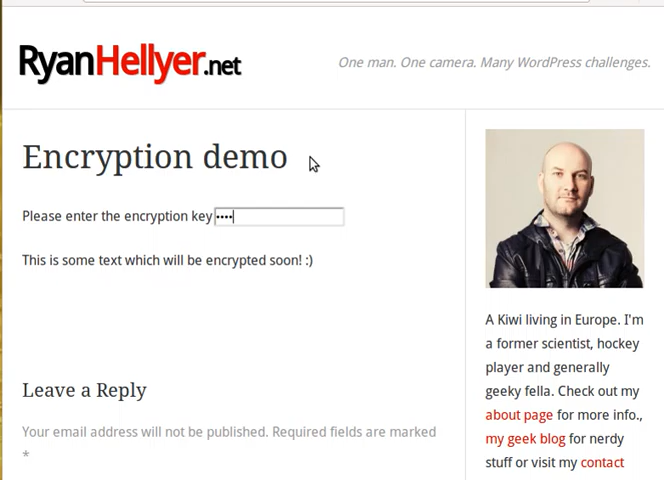 RyanHellyer.net
One man. One camera. Many WordPress challenges.
Encryption demo
Please enter the encryption key ••••
This is some text which will be encrypted soon! :)
Leave a Reply
Your email address will not be published. Required fields are marked
*
A Kiwi living in Europe. I'm
a former scientist, hockey
player and generally
geeky fella. Check out my
about page for more info.,
my geek blog for nerdy
stuff or visit my contact